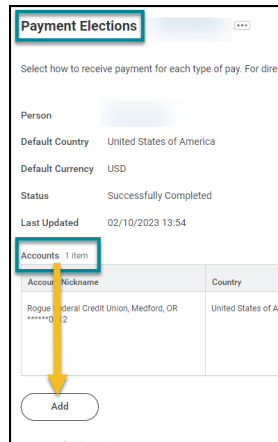 Payment Elections
Select how to receive payment for each type of pay. For dire
Person
Default Country United States of America
Default Currency USD
Status Successfully Completed
Last Updated 02/10/2023 13:54
Accounts 1 item
Account Nickname Country
Rogue Federal Credit Union, Medford, OR United States of A
Add